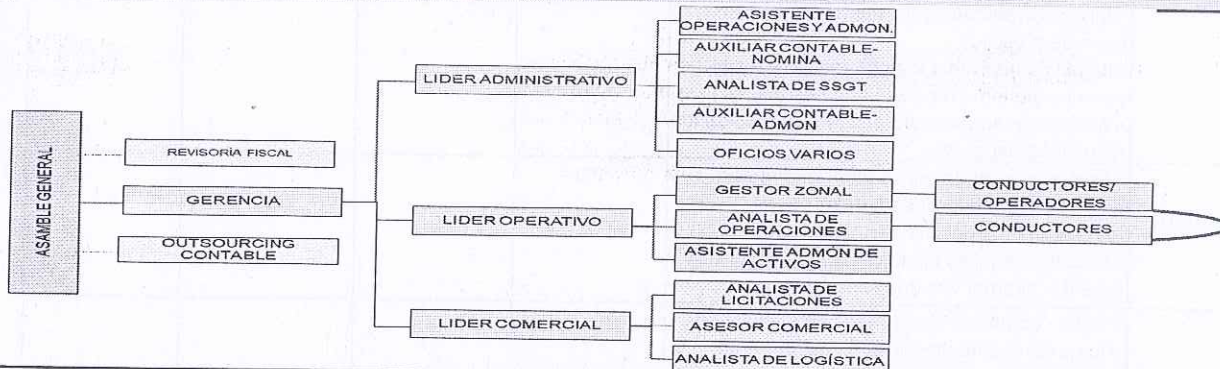 ASAMBLEGENERAL
REVISORÍA FISCAL
GERENCIA
OUTSOURCING
CONTABLE
LIDER ADMINISTRATIVO
ASISTENTE
OPERACIONES Y ADMON.
AUXILIAR CONTABLE-
NOMINA
ANALISTA DE SSGT
AUXILIAR CONTABLE-
ADMON
OFICIOS VARIOS
LIDER OPERATIVO
GESTOR ZONAL
CONDUCTORES/
OPERADORES
ANALISTA DE
OPERACIONES
CONDUCTORES
ASISTENTE ADMÓN DE
ACTIVOS
LIDER COMERCIAL
ANALISTA DE
LICITACIONES
ASESOR COMERCIAL
ANALISTA DE LOGÍSTICA